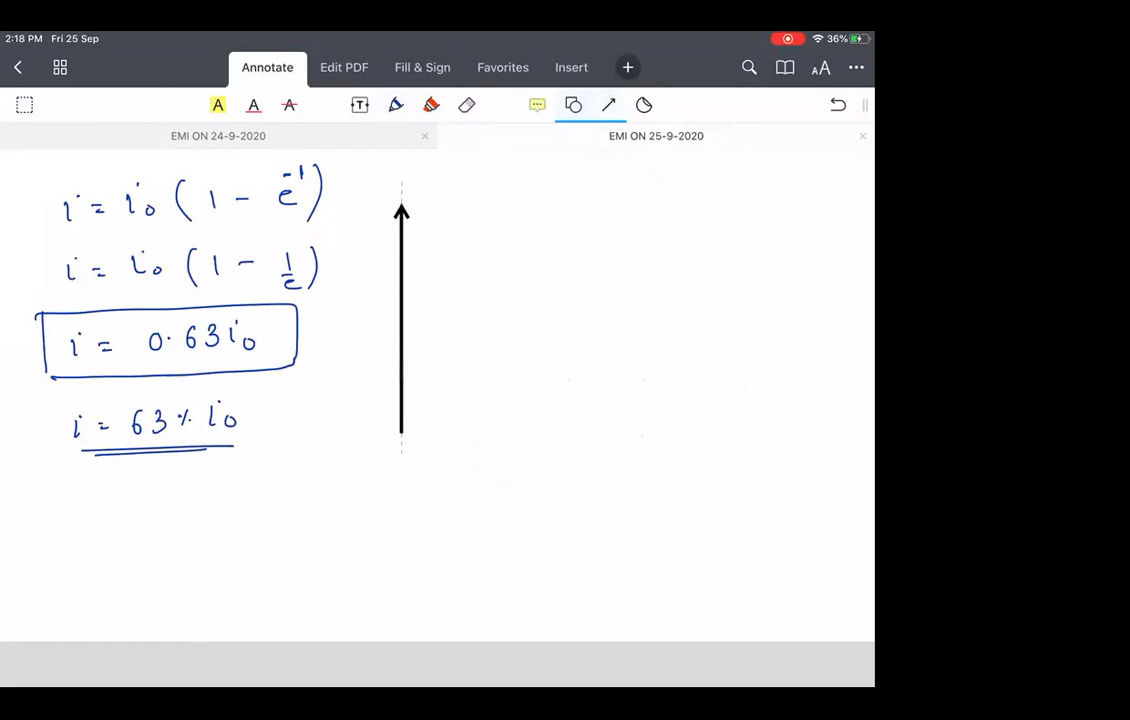 2:18 PM Fri 25 Sep 36%
Annotate Edit PDF Fill & Sign Favorites Insert
EMI ON 24-9-2020 EMI ON 25-9-2020
i = i₀ ( 1 - e⁻¹ )
i = i₀ ( 1 - 1/e )
i = 0.63 i₀
i = 63 % i₀